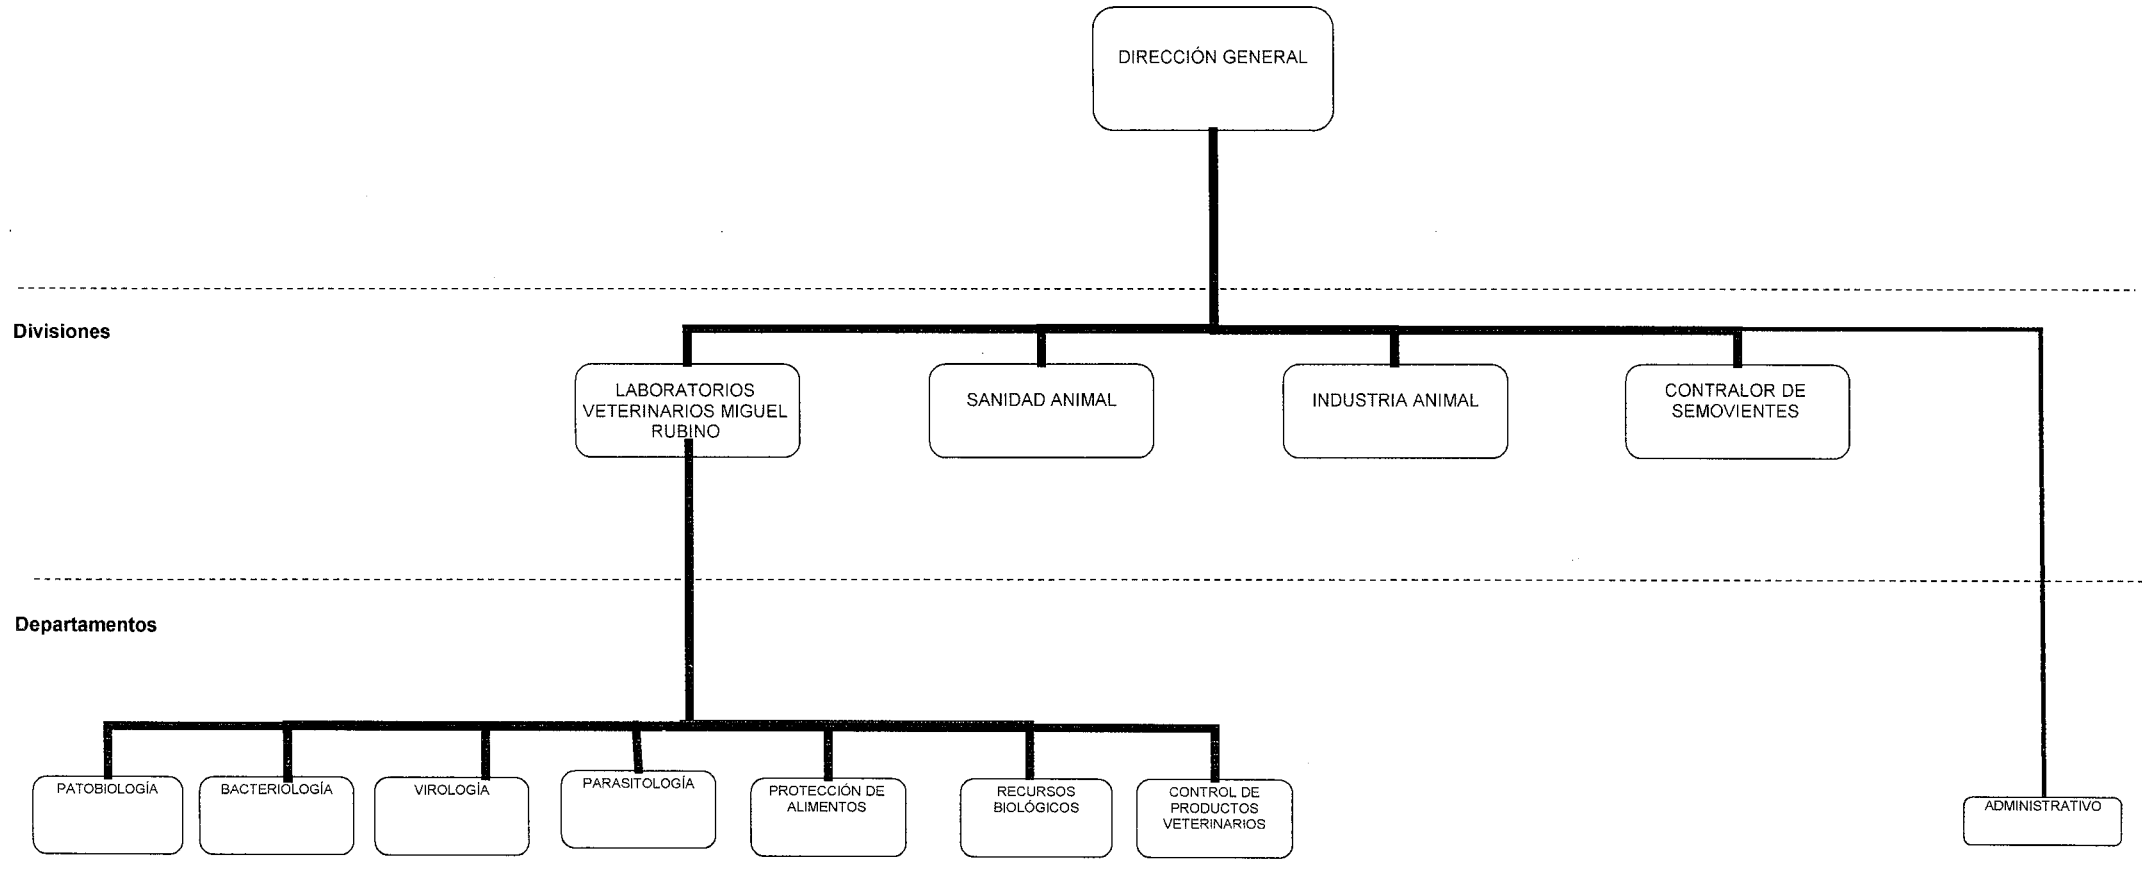 DIRECCIÓN GENERAL
Divisiones
LABORATORIOS
VETERINARIOS MIGUEL
RUBINO
SANIDAD ANIMAL
INDUSTRIA ANIMAL
CONTRALOR DE
SEMOVIENTES
Departamentos
PATOBIOLOGÍA
BACTERIOLOGÍA
VIROLOGÍA
PARASITOLOGÍA
PROTECCIÓN DE
ALIMENTOS
RECURSOS
BIOLÓGICOS
CONTROL DE
PRODUCTOS
VETERINARIOS
ADMINISTRATIVO